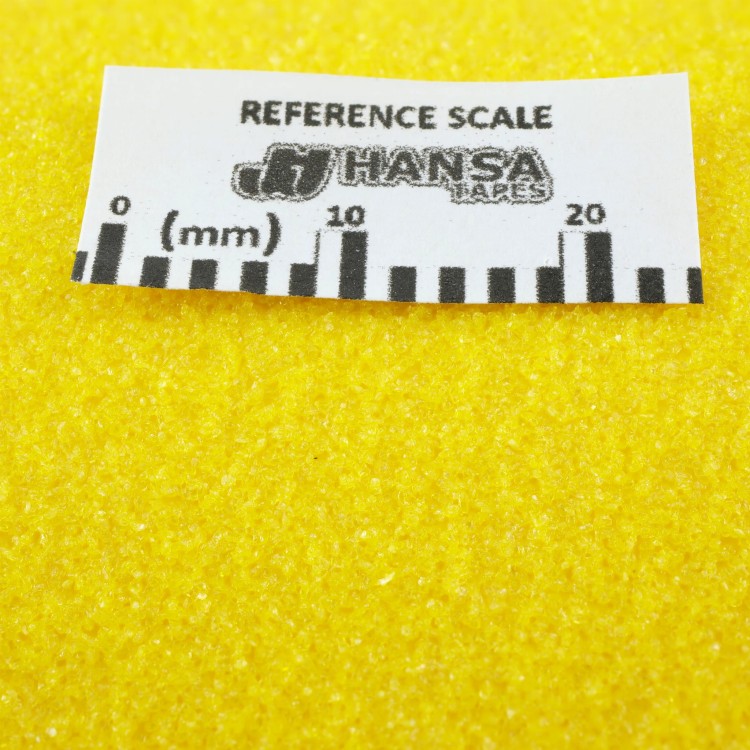 REFERENCE SCALE
HANSA
TAPES
0 10 20
(mm)